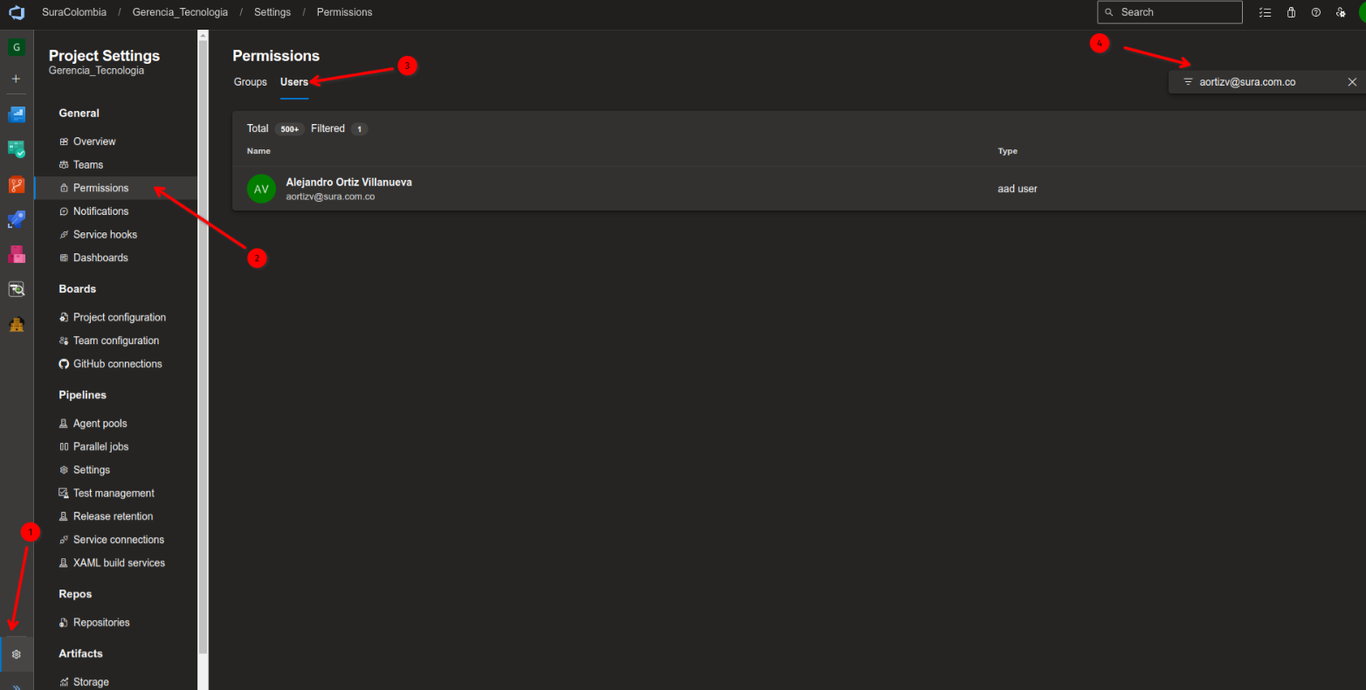 SuraColombia / Gerencia_Tecnologia / Settings / Permissions
Search
G
Project Settings
Gerencia_Tecnologia
General
Overview
Teams
Permissions
Notifications
Service hooks
Dashboards
Boards
Project configuration
Team configuration
GitHub connections
Pipelines
Agent pools
Parallel jobs
Settings
Test management
Release retention
Service connections
XAML build services
Repos
Repositories
Artifacts
Storage
1
2
Permissions
Groups Users
3
4
aortizv@sura.com.co
Total 500+ Filtered 1
Name Type
AV
Alejandro Ortiz Villanueva
aortizv@sura.com.co
aad user